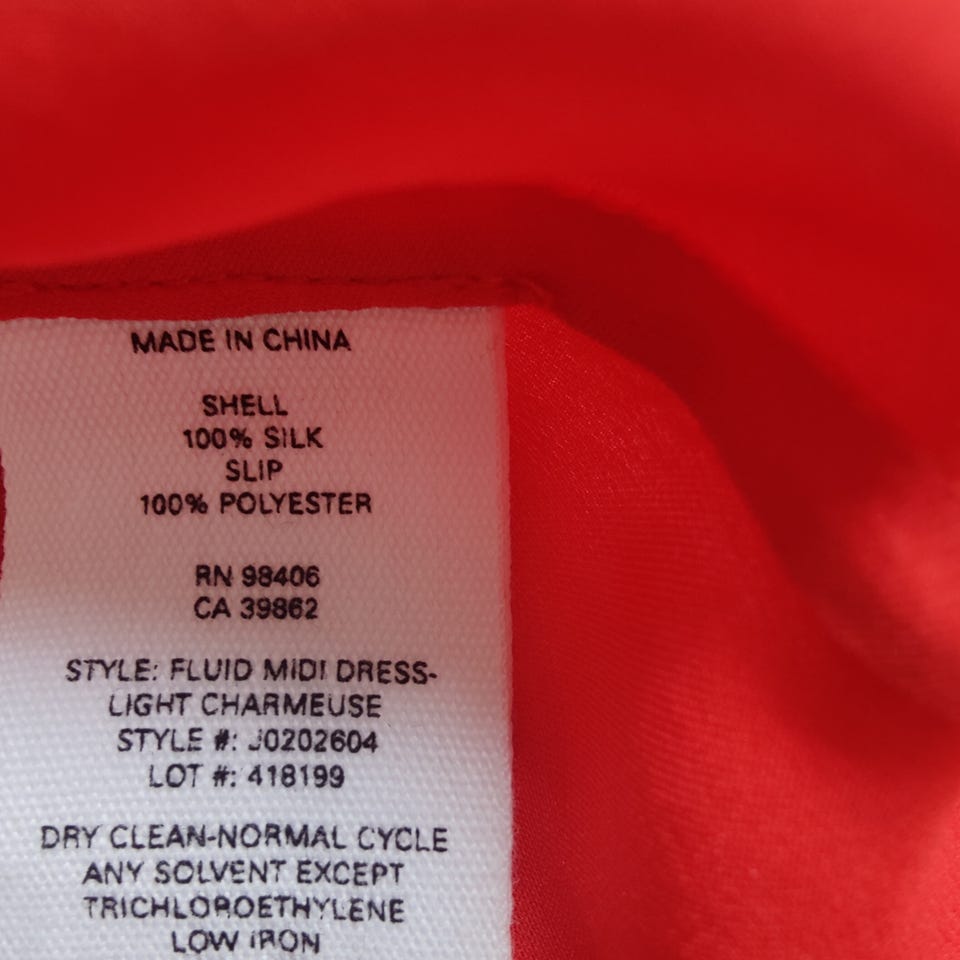 MADE IN CHINA
SHELL
100% SILK
SLIP
100% POLYESTER
RN 98406
CA 39862
STYLE: FLUID MIDI DRESS-
LIGHT CHARMEUSE
STYLE #: J0202604
LOT #: 418199
DRY CLEAN-NORMAL CYCLE
ANY SOLVENT EXCEPT
TRICHLOROETHYLENE
LOW IRON